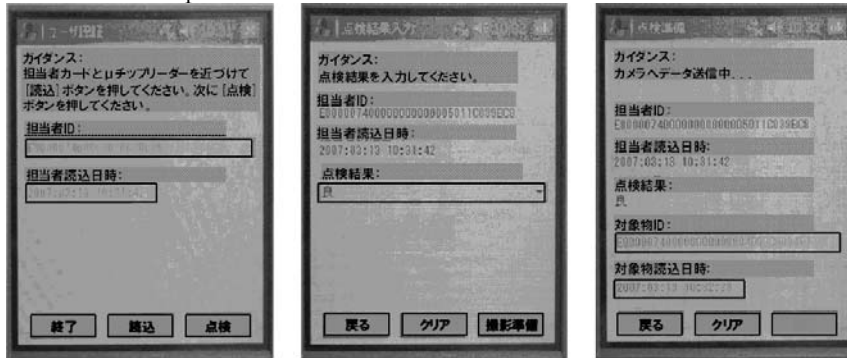 ユーザ認証
ガイダンス:
担当者カードとμチップリーダーを近づけて
[読込]ボタンを押してください。次に[点検]
ボタンを押してください。
担当者ID:
担当者読込日時:
終了 読込 点検
点検結果入力
ガイダンス:
点検結果を入力してください。
担当者ID:
担当者読込日時:
2007:03:13 10:31:42
点検結果:
良
戻る クリア 撮影準備
点検準備
ガイダンス:
カメラへデータ送信中...
担当者ID:
担当者読込日時:
2007:03:13 10:31:42
点検結果:
良
対象物ID:
対象物読込日時:
戻る クリア